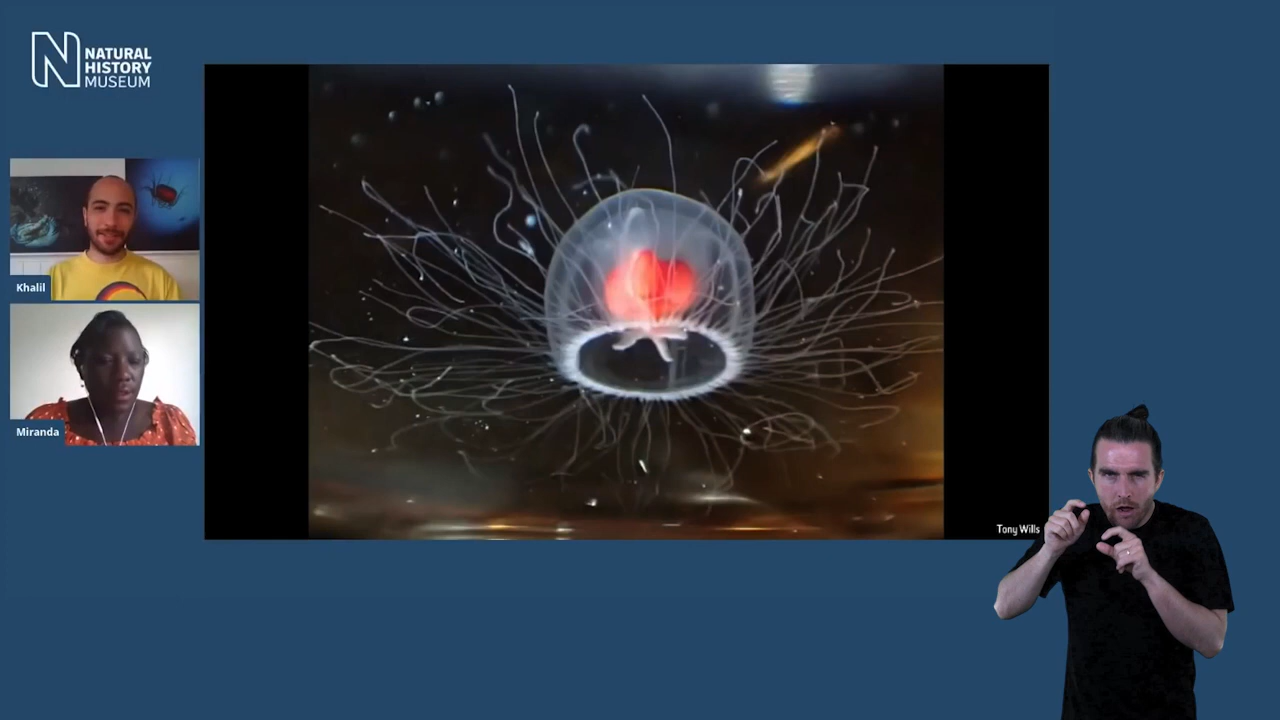 NATURAL
HISTORY
MUSEUM
Khalil
Miranda
Tony Wills